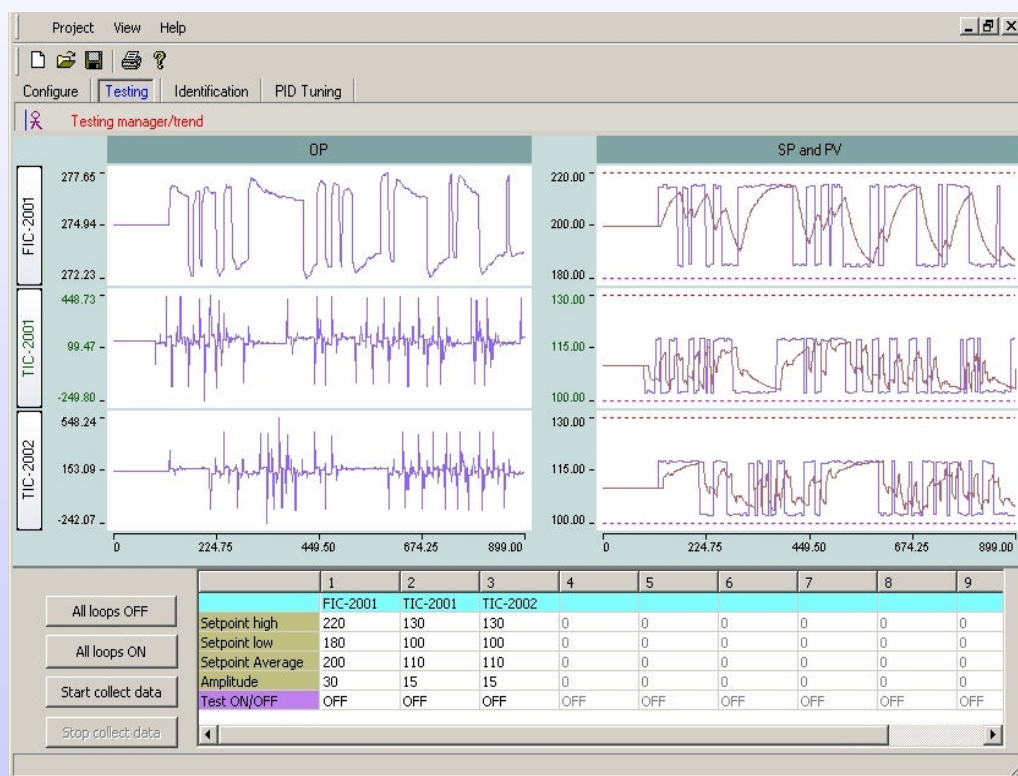 Project View Help
Configure Testing Identification PID Tuning
Testing manager/trend
OP
SP and PV
FIC-2001
277.65
274.94
272.23
220.00
200.00
180.00
TIC-2001
448.73
99.47
-249.80
130.00
115.00
100.00
TIC-2002
548.24
153.09
-242.07
130.00
115.00
100.00
0 224.75 449.50 674.25 899.00
0 224.75 449.50 674.25 899.00
All loops OFF
All loops ON
Start collect data
Stop collect data
1 2 3 4 5 6 7 8 9
FIC-2001 TIC-2001 TIC-2002
Setpoint high 220 130 130 0 0 0 0 0 0
Setpoint low 180 100 100 0 0 0 0 0 0
Setpoint Average 200 110 110 0 0 0 0 0 0
Amplitude 30 15 15 0 0 0 0 0 0
Test ON/OFF OFF OFF OFF OFF OFF OFF OFF OFF OFF